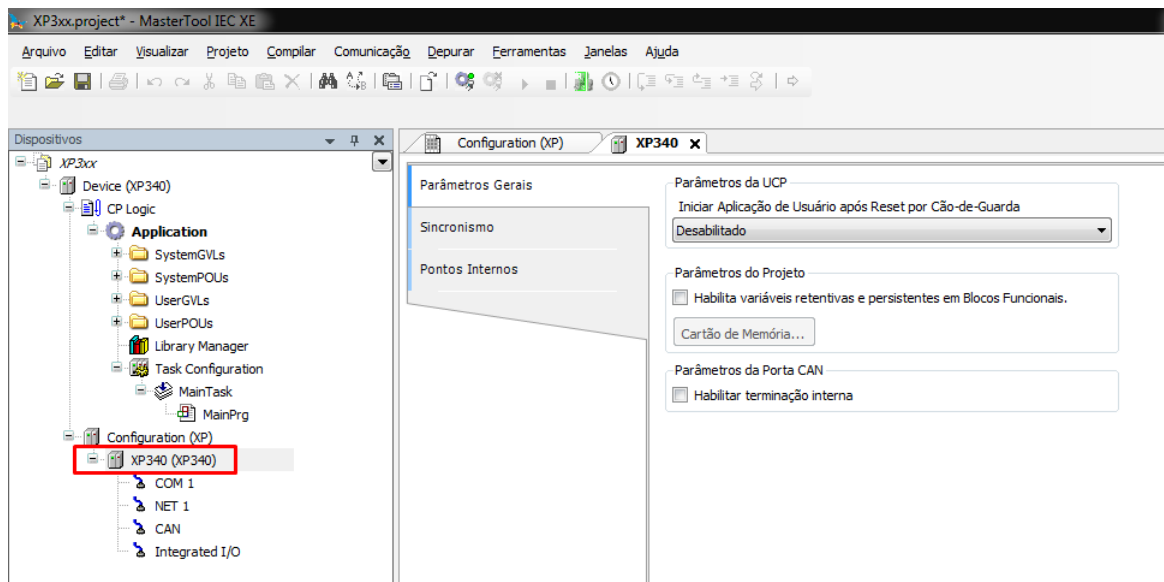 XP3xx.project* - MasterTool IEC XE
Arquivo Editar Visualizar Projeto Compilar Comunicação Depurar Ferramentas Janelas Ajuda
Dispositivos
XP3xx
Device (XP340)
CP Logic
Application
SystemGVLs
SystemPOUs
UserGVLs
UserPOUs
Library Manager
Task Configuration
MainTask
MainPrg
Configuration (XP)
XP340 (XP340)
COM 1
NET 1
CAN
Integrated I/O
Configuration (XP) XP340
Parâmetros Gerais
Sincronismo
Pontos Internos
Parâmetros da UCP
Iniciar Aplicação de Usuário após Reset por Cão-de-Guarda
Desabilitado
Parâmetros do Projeto
Habilita variáveis retentivas e persistentes em Blocos Funcionais.
Cartão de Memória...
Parâmetros da Porta CAN
Habilitar terminação interna